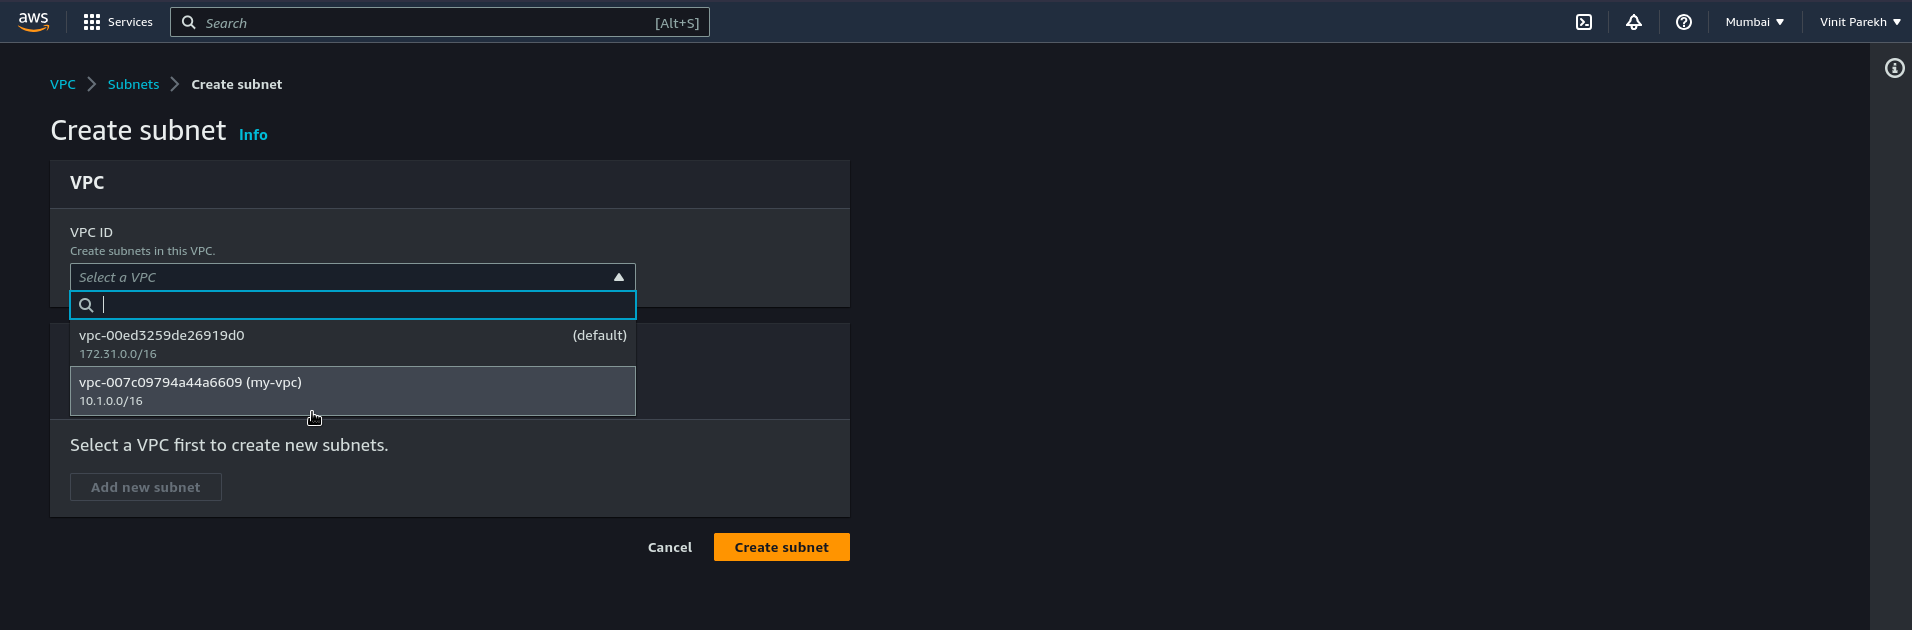 aws Services Search [Alt+S] Mumbai Vinit Parekh
VPC Subnets Create subnet
Create subnet Info
VPC
VPC ID
Create subnets in this VPC.
Select a VPC
vpc-00ed3259de26919d0 (default)
172.31.0.0/16
vpc-007c09794a44a6609 (my-vpc)
10.1.0.0/16
Select a VPC first to create new subnets.
Add new subnet
Cancel Create subnet